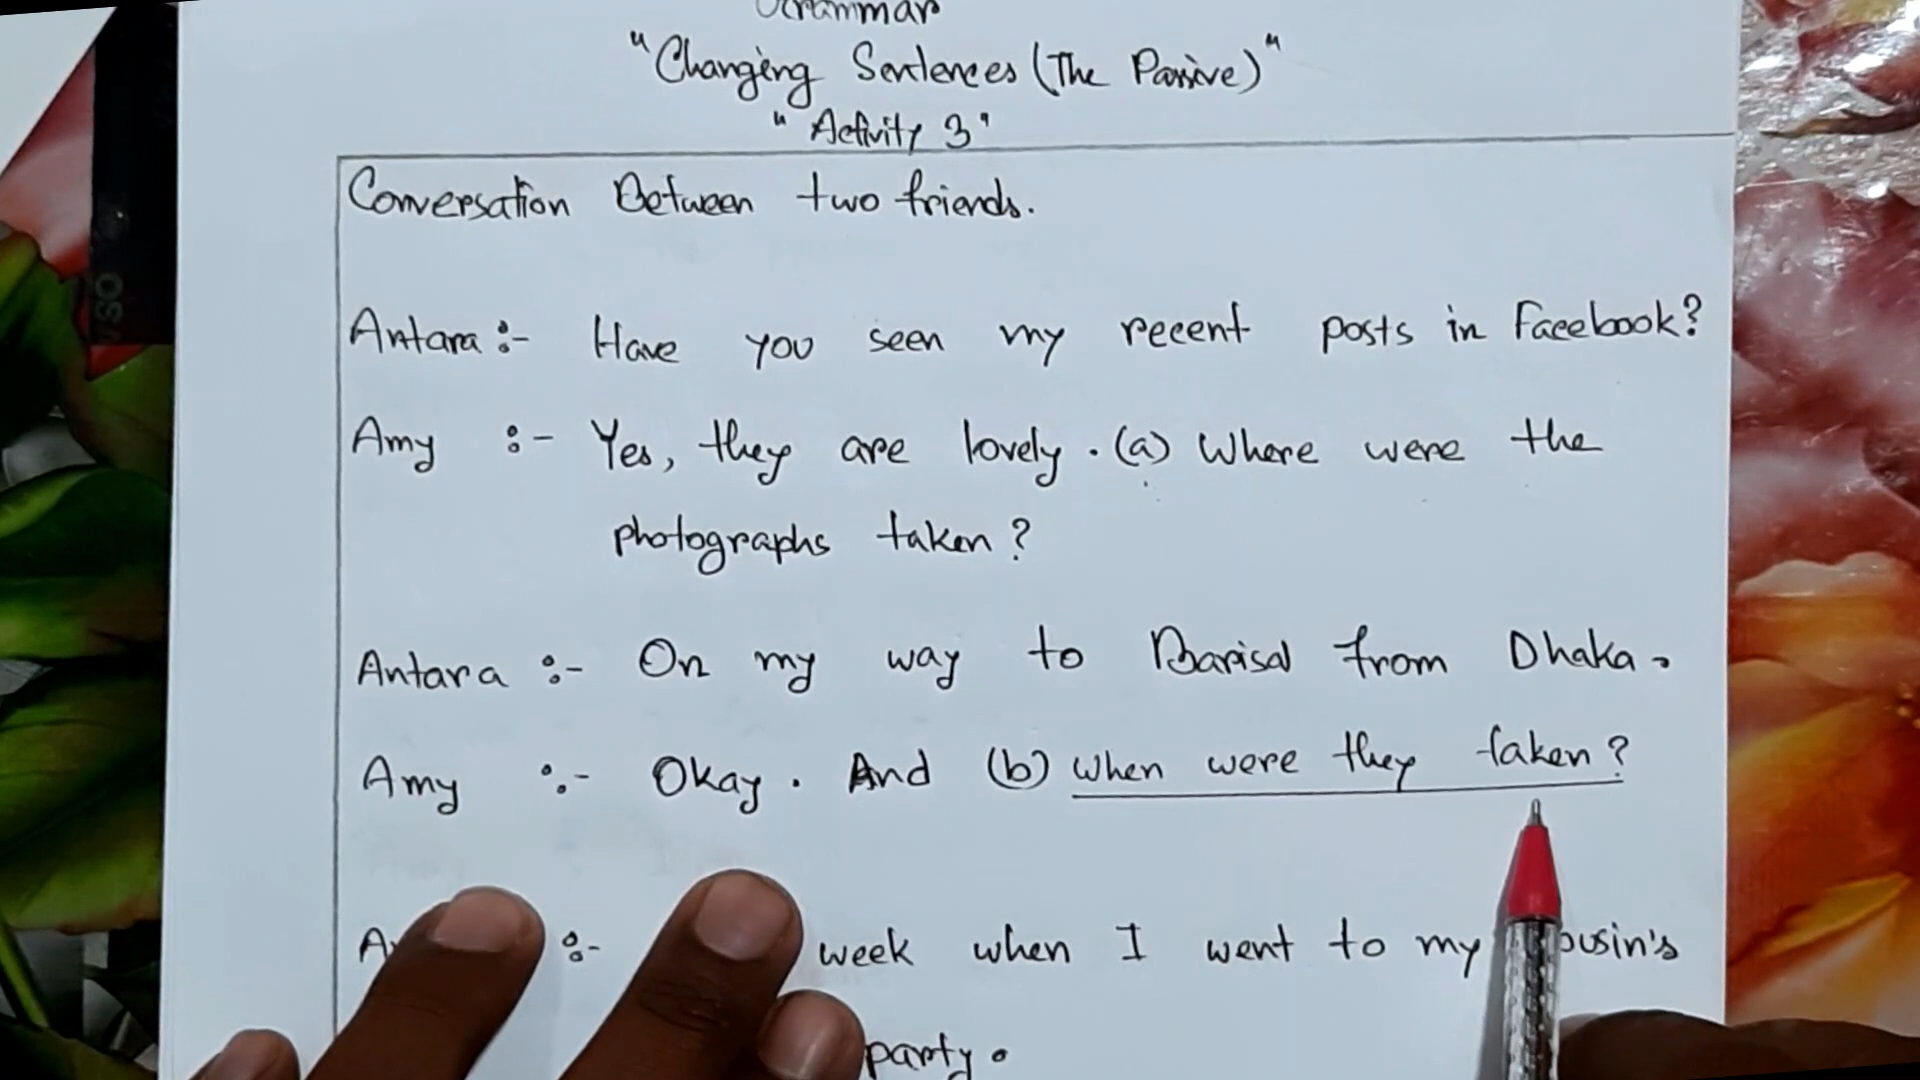 Grammar
"Changing Sentences (The Passive)"
"Activity 3"
Conversation Between two friends.
Antara :- Have you seen my recent posts in Facebook?
Amy :- Yes, they are lovely. (a) Where were the
photographs taken?
Antara :- On my way to Barisal from Dhaka.
Amy :- Okay. And (b) when were they taken?
:- week when I went to my
party.